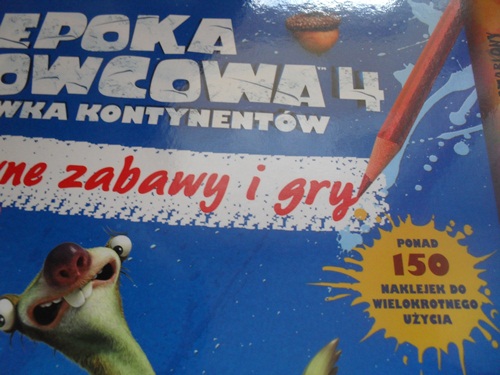 EPOKA
OWCOWA 4
WKA KONTYNENTÓW
ne zabawy i gry
PONAD
150
NAKLEJEK DO
WIELOKROTNEGO
UŻYCIA